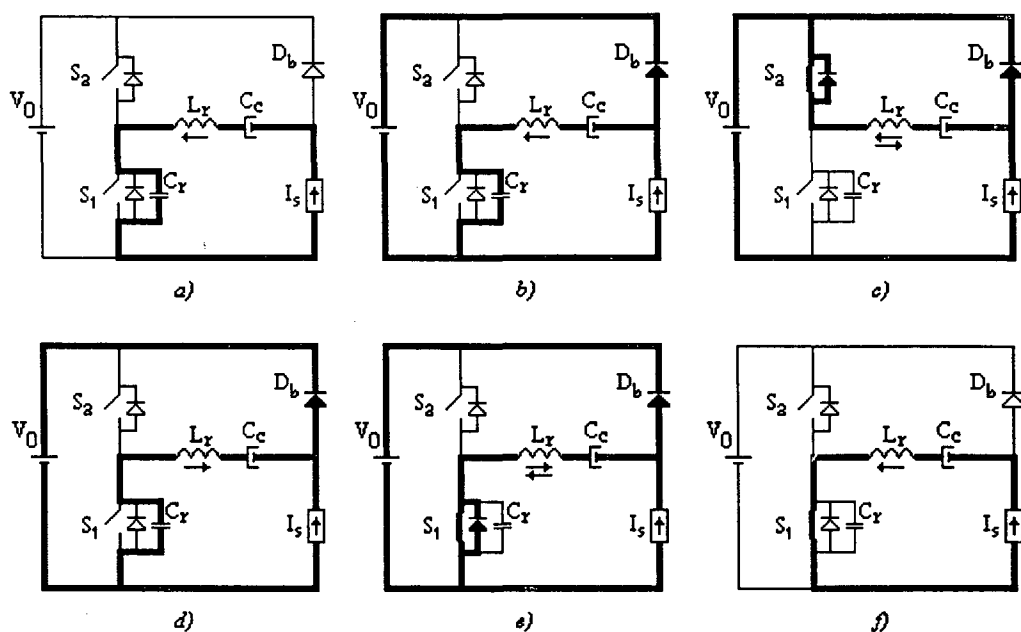 S2
Db
V0
Lr
Cc
S1
Cr
Is
a)
S2
Db
V0
Lr
Cc
S1
Cr
Is
b)
S2
Db
V0
Lr
Cc
S1
Cr
Is
c)
S2
Db
V0
Lr
Cc
S1
Cr
Is
d)
S2
Db
V0
Lr
Cc
S1
Cr
Is
e)
S2
Db
V0
Lr
Cc
S1
Cr
Is
f)